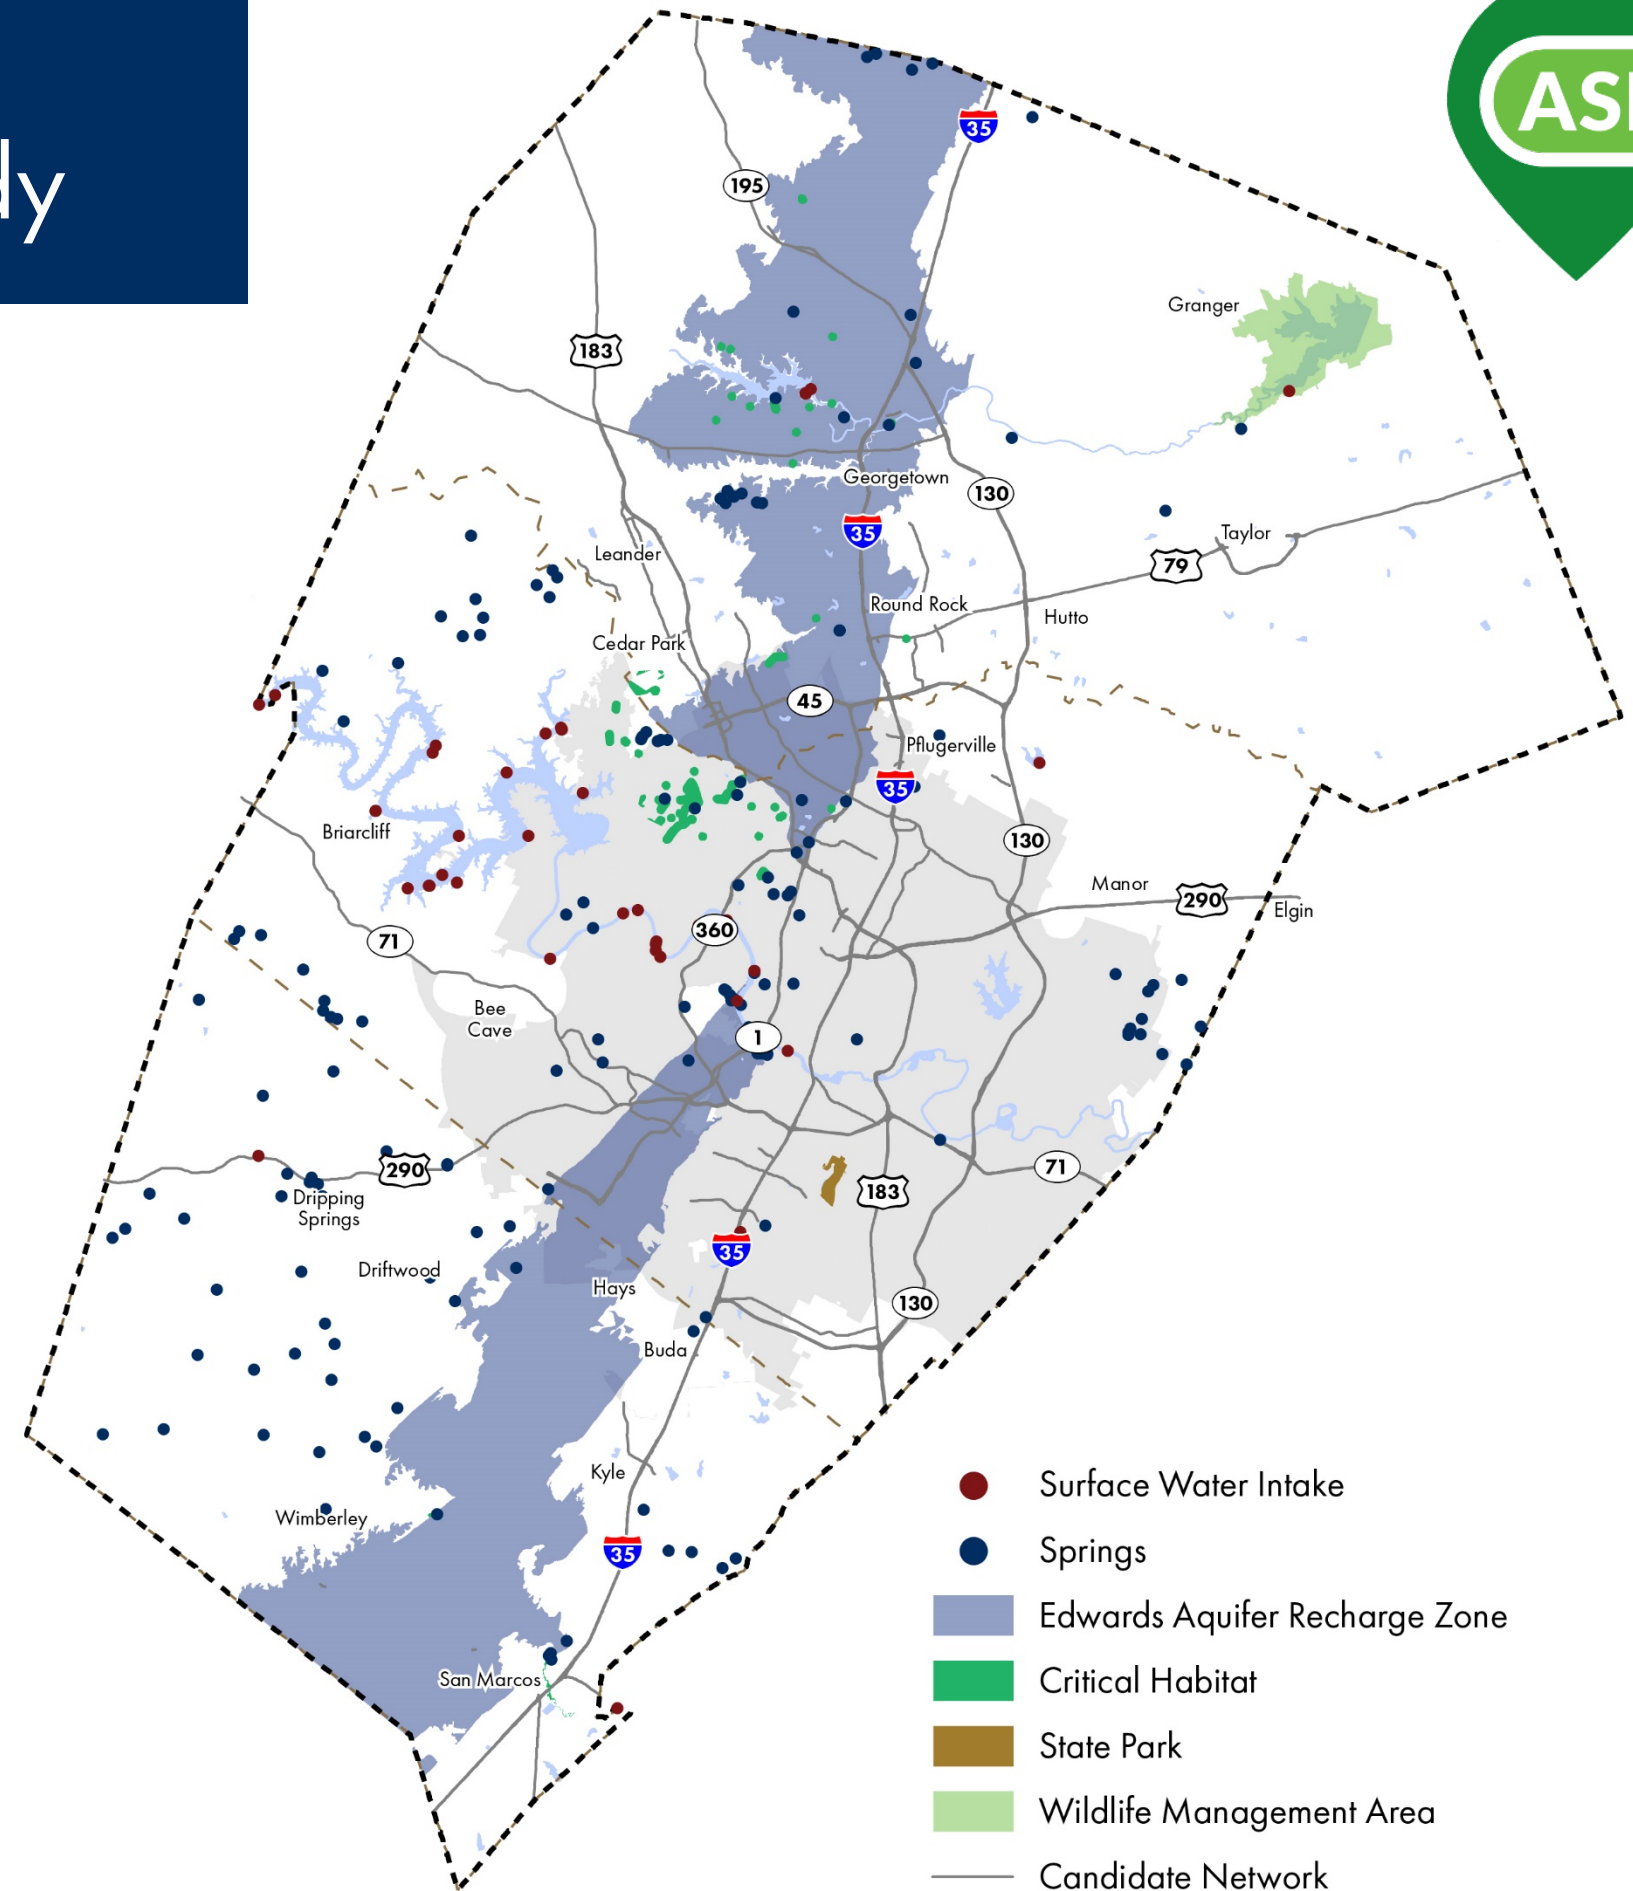 dy
ASI
35
195
Granger
183
Georgetown
130
35
Taylor
Leander
79
Round Rock
Hutto
Cedar Park
45
Pflugerville
35
Briarcliff
130
Manor
290
Elgin
360
71
Bee
Cave
1
290
71
183
Dripping
Springs
35
Driftwood
Hays
130
Buda
Kyle
Wimberley
35
San Marcos
Surface Water Intake
Springs
Edwards Aquifer Recharge Zone
Critical Habitat
State Park
Wildlife Management Area
Candidate Network